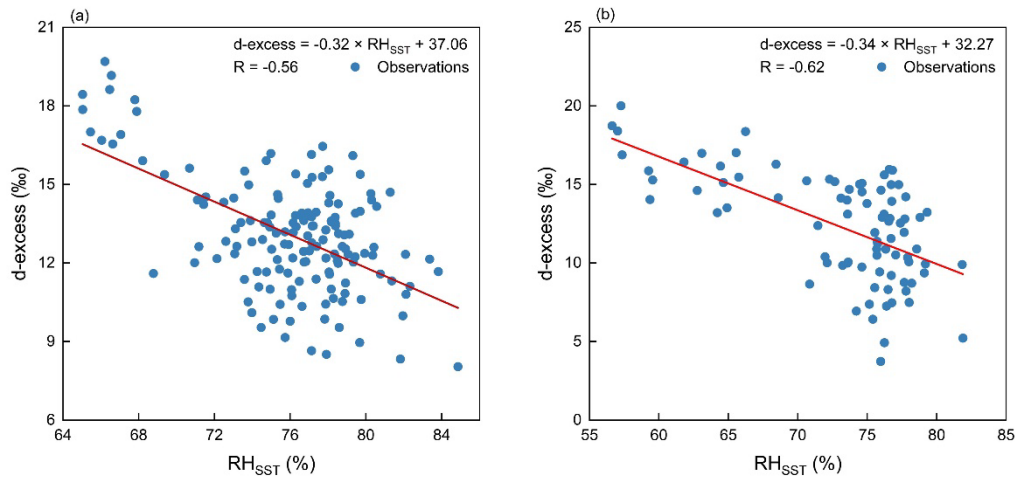 (a)
d-excess = -0.32 × RH_SST + 37.06
R = -0.56 Observations
21
18
15
12
9
6
64 68 72 76 80 84
d-excess (‰)
RH_SST (%)
(b)
d-excess = -0.34 × RH_SST + 32.27
R = -0.62 Observations
25
20
15
10
5
0
55 60 65 70 75 80 85
d-excess (‰)
RH_SST (%)